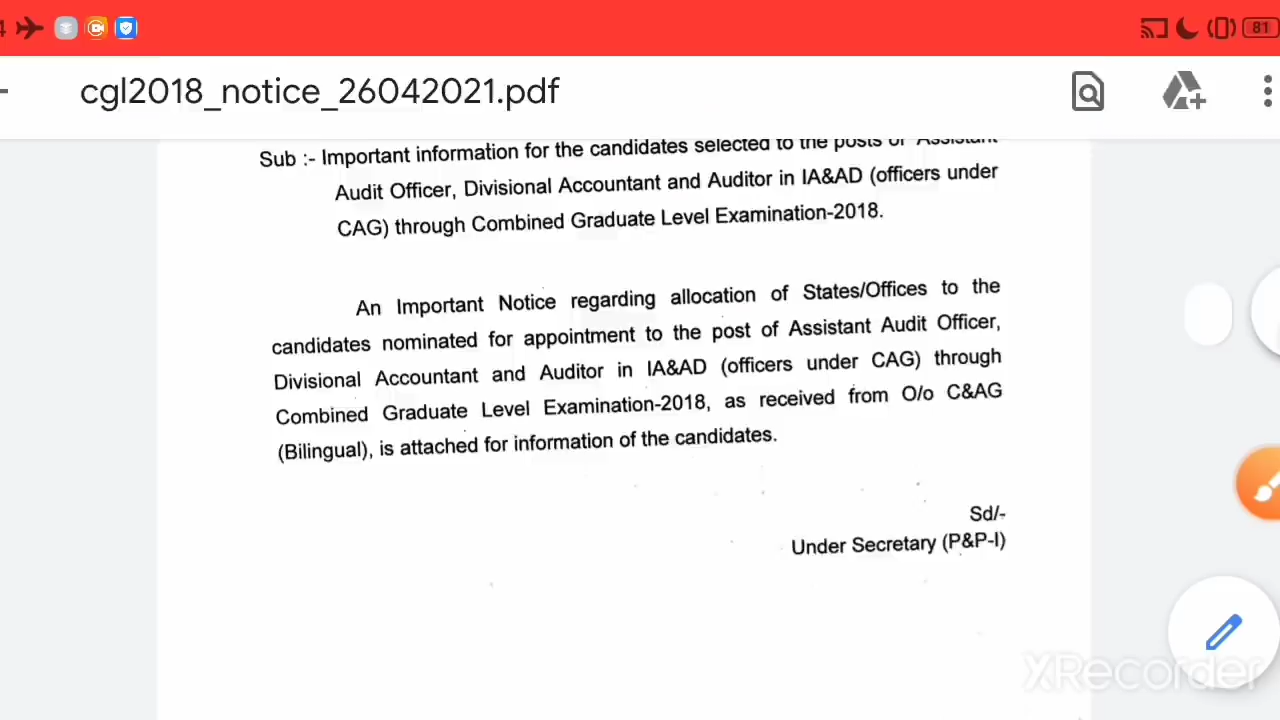 81
cgl2018_notice_26042021.pdf
Sub :- Important information for the candidates selected to the posts of Assistant
Audit Officer, Divisional Accountant and Auditor in IA&AD (officers under
CAG) through Combined Graduate Level Examination-2018.
An Important Notice regarding allocation of States/Offices to the
candidates nominated for appointment to the post of Assistant Audit Officer,
Divisional Accountant and Auditor in IA&AD (officers under CAG) through
Combined Graduate Level Examination-2018, as received from O/o C&AG
(Bilingual), is attached for information of the candidates.
Sd/-
Under Secretary (P&P-I)
XRecorder